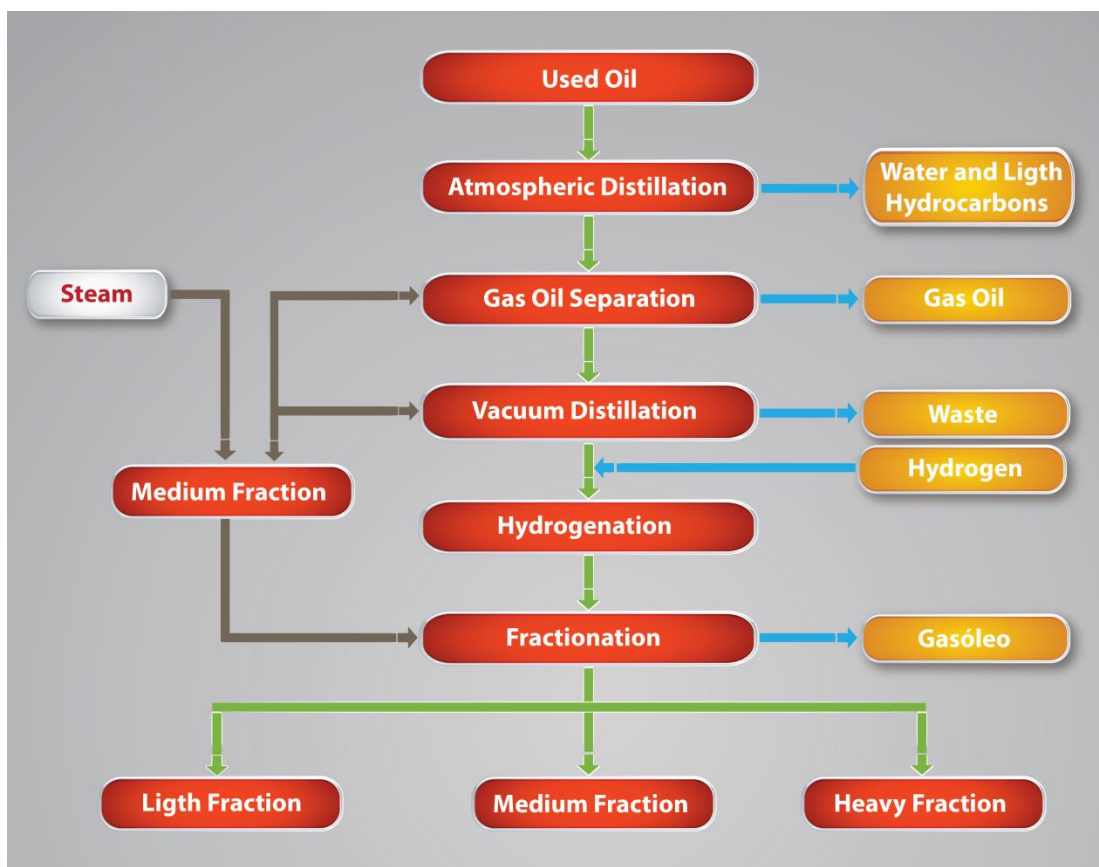 Used Oil
Atmospheric Distillation
Water and Ligth
Hydrocarbons
Steam
Gas Oil Separation
Gas Oil
Vacuum Distillation
Waste
Hydrogen
Medium Fraction
Hydrogenation
Fractionation
Gasóleo
Ligth Fraction
Medium Fraction
Heavy Fraction